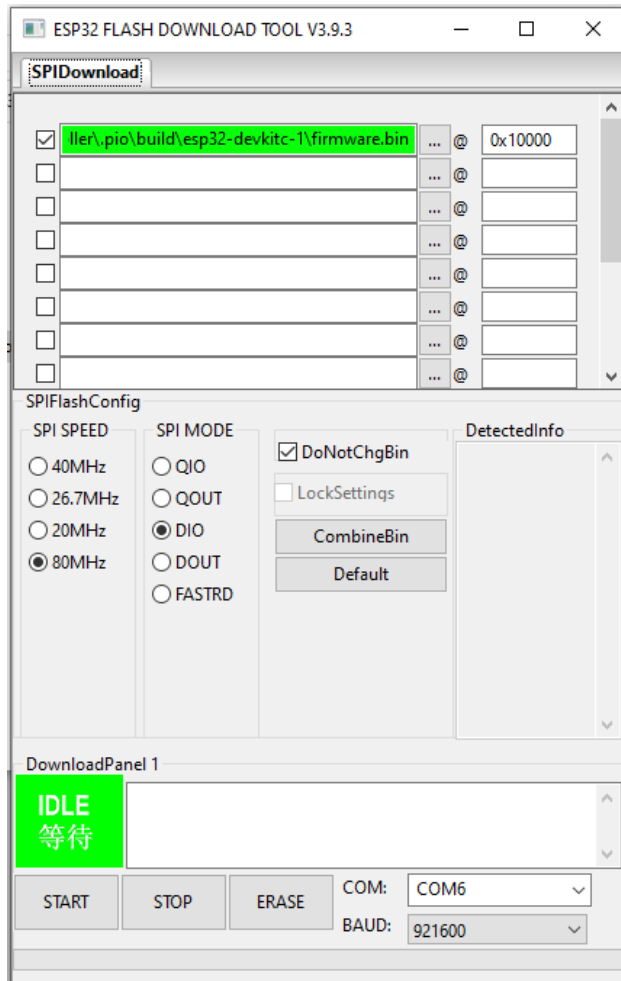 ESP32 FLASH DOWNLOAD TOOL V3.9.3
SPIDownload
ller\.pio\build\esp32-devkitc-1\firmware.bin ... @ 0x10000
... @
... @
... @
... @
... @
... @
... @
SPIFlashConfig
SPI SPEED
40MHz
26.7MHz
20MHz
80MHz
SPI MODE
QIO
QOUT
DIO
DOUT
FASTRD
DoNotChgBin
LockSettings
CombineBin
Default
DetectedInfo
DownloadPanel 1
IDLE
等待
START STOP ERASE
COM: COM6
BAUD: 921600